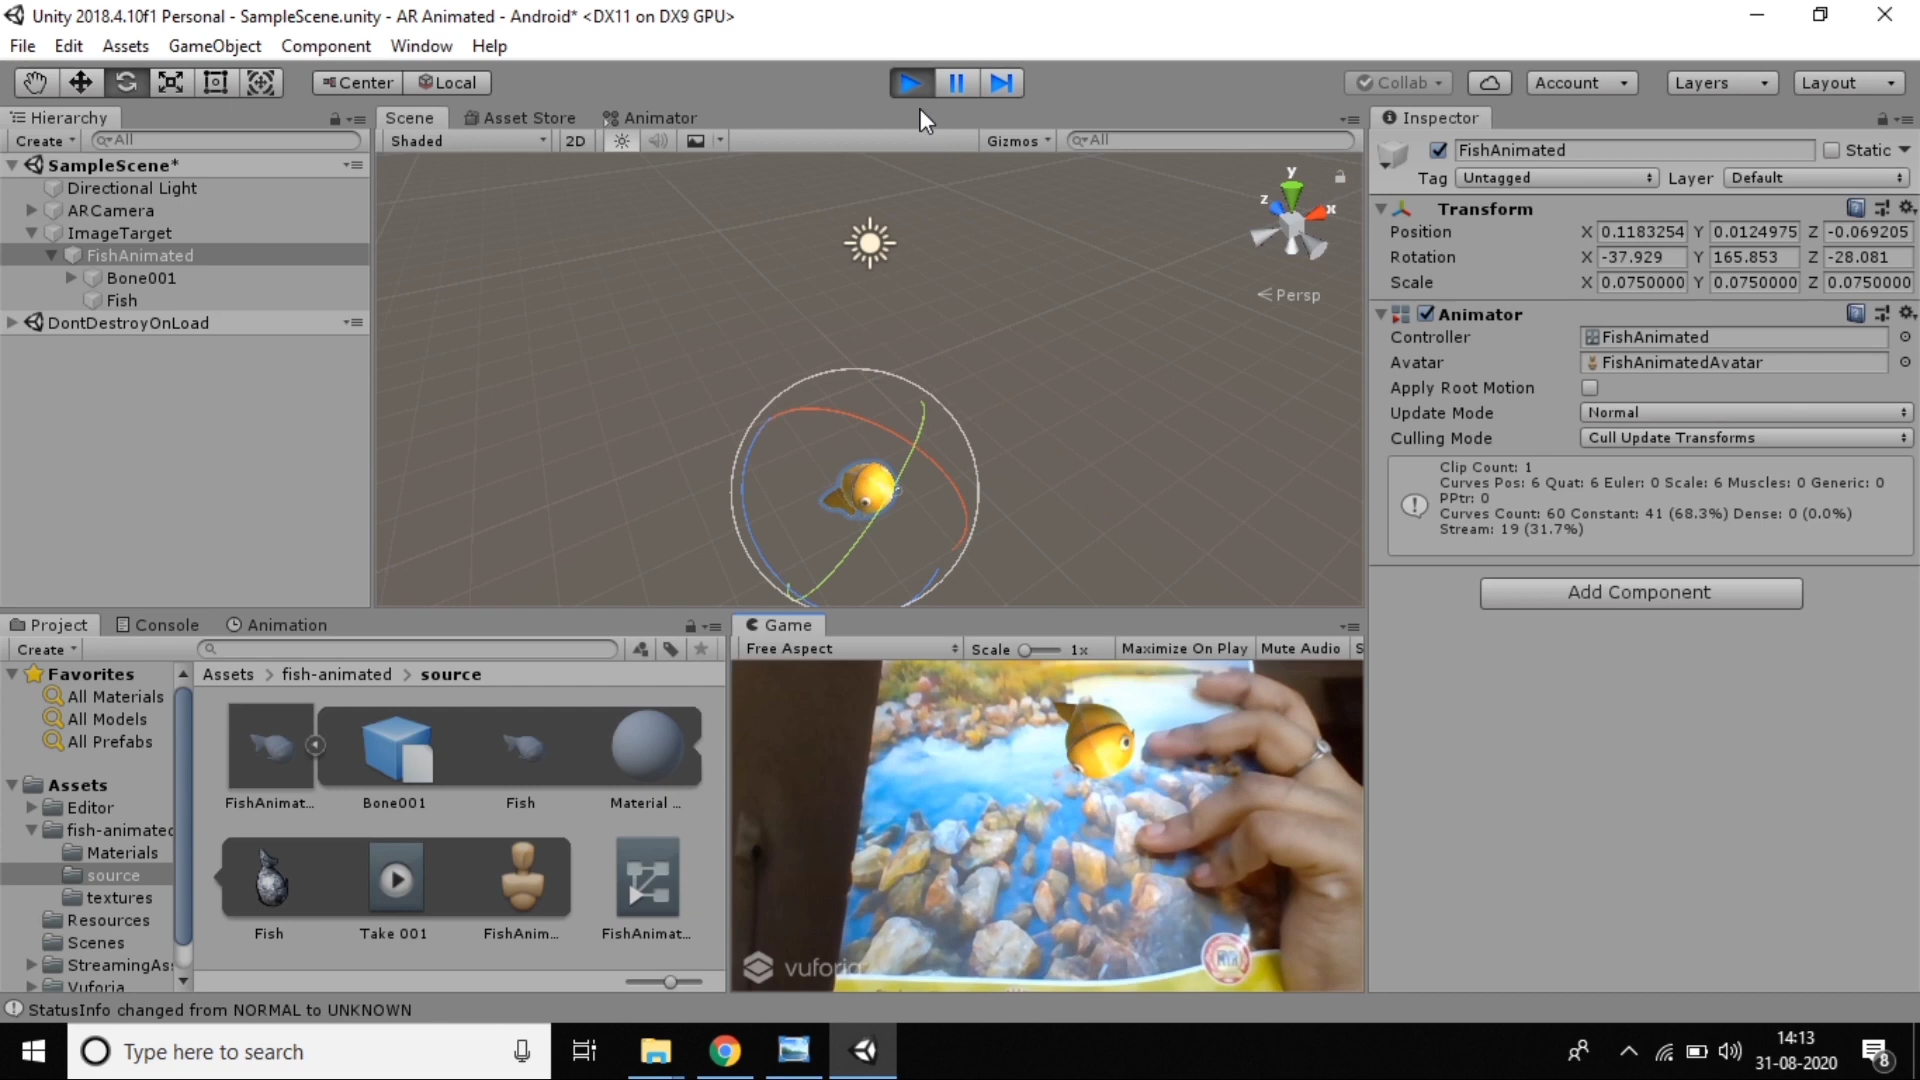 Unity 2018.4.10f1 Personal - SampleScene.unity - AR Animated - Android* <DX11 on DX9 GPU>
File Edit Assets GameObject Component Window Help
Center Local Collab Account Layers Layout
Hierarchy
Create All
SampleScene*
Directional Light
ARCamera
ImageTarget
FishAnimated
Bone001
Fish
DontDestroyOnLoad
Scene Asset Store Animator
Shaded 2D Gizmos All
y
z
x
Persp
Inspector
FishAnimated Static
Tag Untagged Layer Default
Transform
Position X 0.1183254 Y 0.0124975 Z -0.069205
Rotation X -37.929 Y 165.853 Z -28.081
Scale X 0.0750000 Y 0.0750000 Z 0.0750000
Animator
Controller FishAnimated
Avatar FishAnimatedAvatar
Apply Root Motion
Update Mode Normal
Culling Mode Cull Update Transforms
Clip Count: 1
Curves Pos: 6 Quat: 6 Euler: 0 Scale: 6 Muscles: 0 Generic: 0
PPtr: 0
Curves Count: 60 Constant: 41 (68.3%) Dense: 0 (0.0%)
Stream: 19 (31.7%)
Add Component
Project Console Animation
Create
Favorites
All Materials
All Models
All Prefabs
Assets
Editor
fish-animated
Materials
source
textures
Resources
Scenes
StreamingAss
Vuforia
Assets > fish-animated > source
FishAnimat... Bone001 Fish Material ...
Fish Take 001 FishAnim... FishAnimat...
Game
Free Aspect Scale 1x Maximize On Play Mute Audio S
vuforia
StatusInfo changed from NORMAL to UNKNOWN
Type here to search
14:13
31-08-2020
8